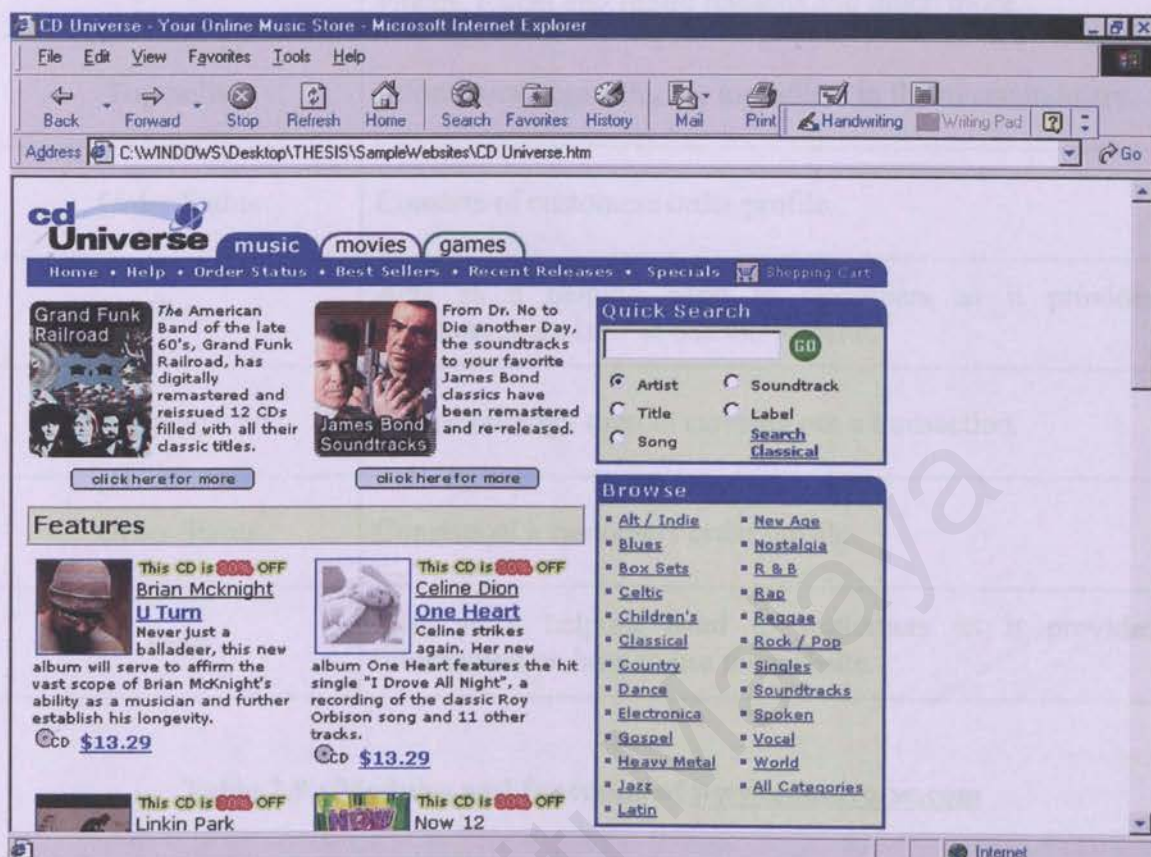 CD Universe - Your Online Music Store - Microsoft Internet Explorer
File Edit View Favorites Tools Help
Back Forward Stop Refresh Home Search Favorites History Mail Print Handwriting Writing Pad
Address C:\WINDOWS\Desktop\THESIS\SampleWebsites\CD Universe.htm Go
cd
Universe music movies games
Home • Help • Order Status • Best Sellers • Recent Releases • Specials Shopping Cart
Grand Funk
Railroad
The American
Band of the late
60's, Grand Funk
Railroad, has
digitally
remastered and
reissued 12 CDs
filled with all their
classic titles.
click here for more
James Bond
Soundtracks
From Dr. No to
Die another Day,
the soundtracks
to your favorite
James Bond
classics have
been remastered
and re-released.
click here for more
Quick Search
GO
Artist Soundtrack
Title Label
Song Search
Classical
Features
This CD is 30% OFF
Brian Mcknight
U Turn
Never just a
balladeer, this new
album will serve to affirm the
vast scope of Brian McKnight's
ability as a musician and further
establish his longevity.
CD $13.29
This CD is 30% OFF
Celine Dion
One Heart
Celine strikes
again. Her new
album One Heart features the hit
single "I Drove All Night", a
recording of the classic Roy
Orbison song and 11 other
tracks.
CD $13.29
This CD is 30% OFF
Linkin Park
NOW
This CD is 30% OFF
Now 12
Browse
Alt / Indie
Blues
Box Sets
Celtic
Children's
Classical
Country
Dance
Electronica
Gospel
Heavy Metal
Jazz
Latin
New Age
Nostalgia
R & B
Rap
Reggae
Rock / Pop
Singles
Soundtracks
Spoken
Vocal
World
All Categories
Internet